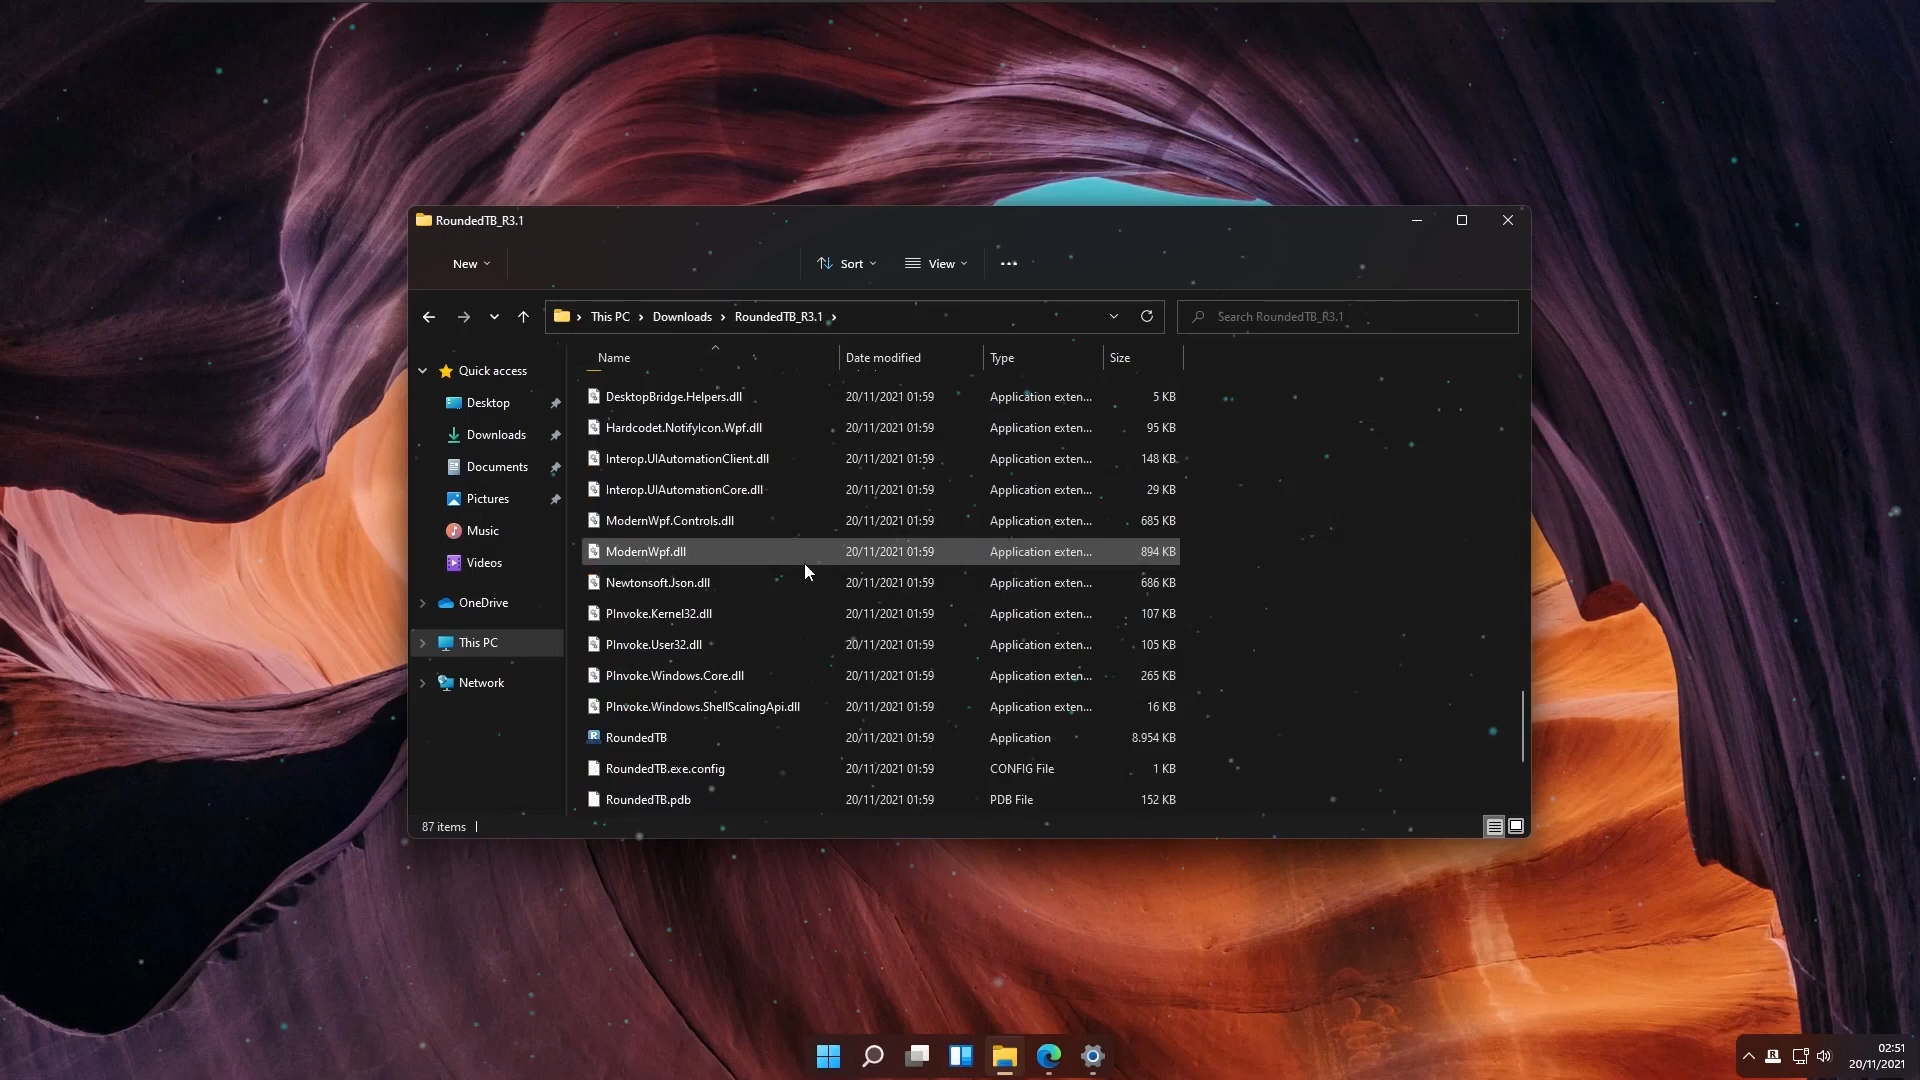 RoundedTB_R3.1
New
Sort
View
This PC > Downloads > RoundedTB_R3.1 >
Search RoundedTB_R3.1
Name Date modified Type Size
Quick access
Desktop
Downloads
Documents
Pictures
Music
Videos
OneDrive
This PC
Network
DesktopBridge.Helpers.dll 20/11/2021 01:59 Application exten... 5 KB
Hardcodet.NotifyIcon.Wpf.dll 20/11/2021 01:59 Application exten... 95 KB
Interop.UIAutomationClient.dll 20/11/2021 01:59 Application exten... 148 KB
Interop.UIAutomationCore.dll 20/11/2021 01:59 Application exten... 29 KB
ModernWpf.Controls.dll 20/11/2021 01:59 Application exten... 685 KB
ModernWpf.dll 20/11/2021 01:59 Application exten... 894 KB
Newtonsoft.Json.dll 20/11/2021 01:59 Application exten... 686 KB
PInvoke.Kernel32.dll 20/11/2021 01:59 Application exten... 107 KB
PInvoke.User32.dll 20/11/2021 01:59 Application exten... 105 KB
PInvoke.Windows.Core.dll 20/11/2021 01:59 Application exten... 265 KB
PInvoke.Windows.ShellScalingApi.dll 20/11/2021 01:59 Application exten... 16 KB
RoundedTB 20/11/2021 01:59 Application 8.954 KB
RoundedTB.exe.config 20/11/2021 01:59 CONFIG File 1 KB
RoundedTB.pdb 20/11/2021 01:59 PDB File 152 KB
87 items
02:51
20/11/2021